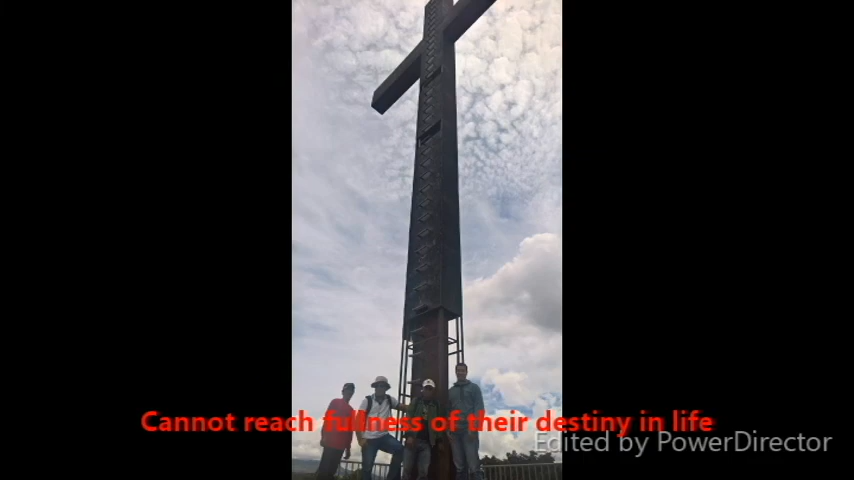 Cannot reach fullness of their destiny in life
Edited by PowerDirector